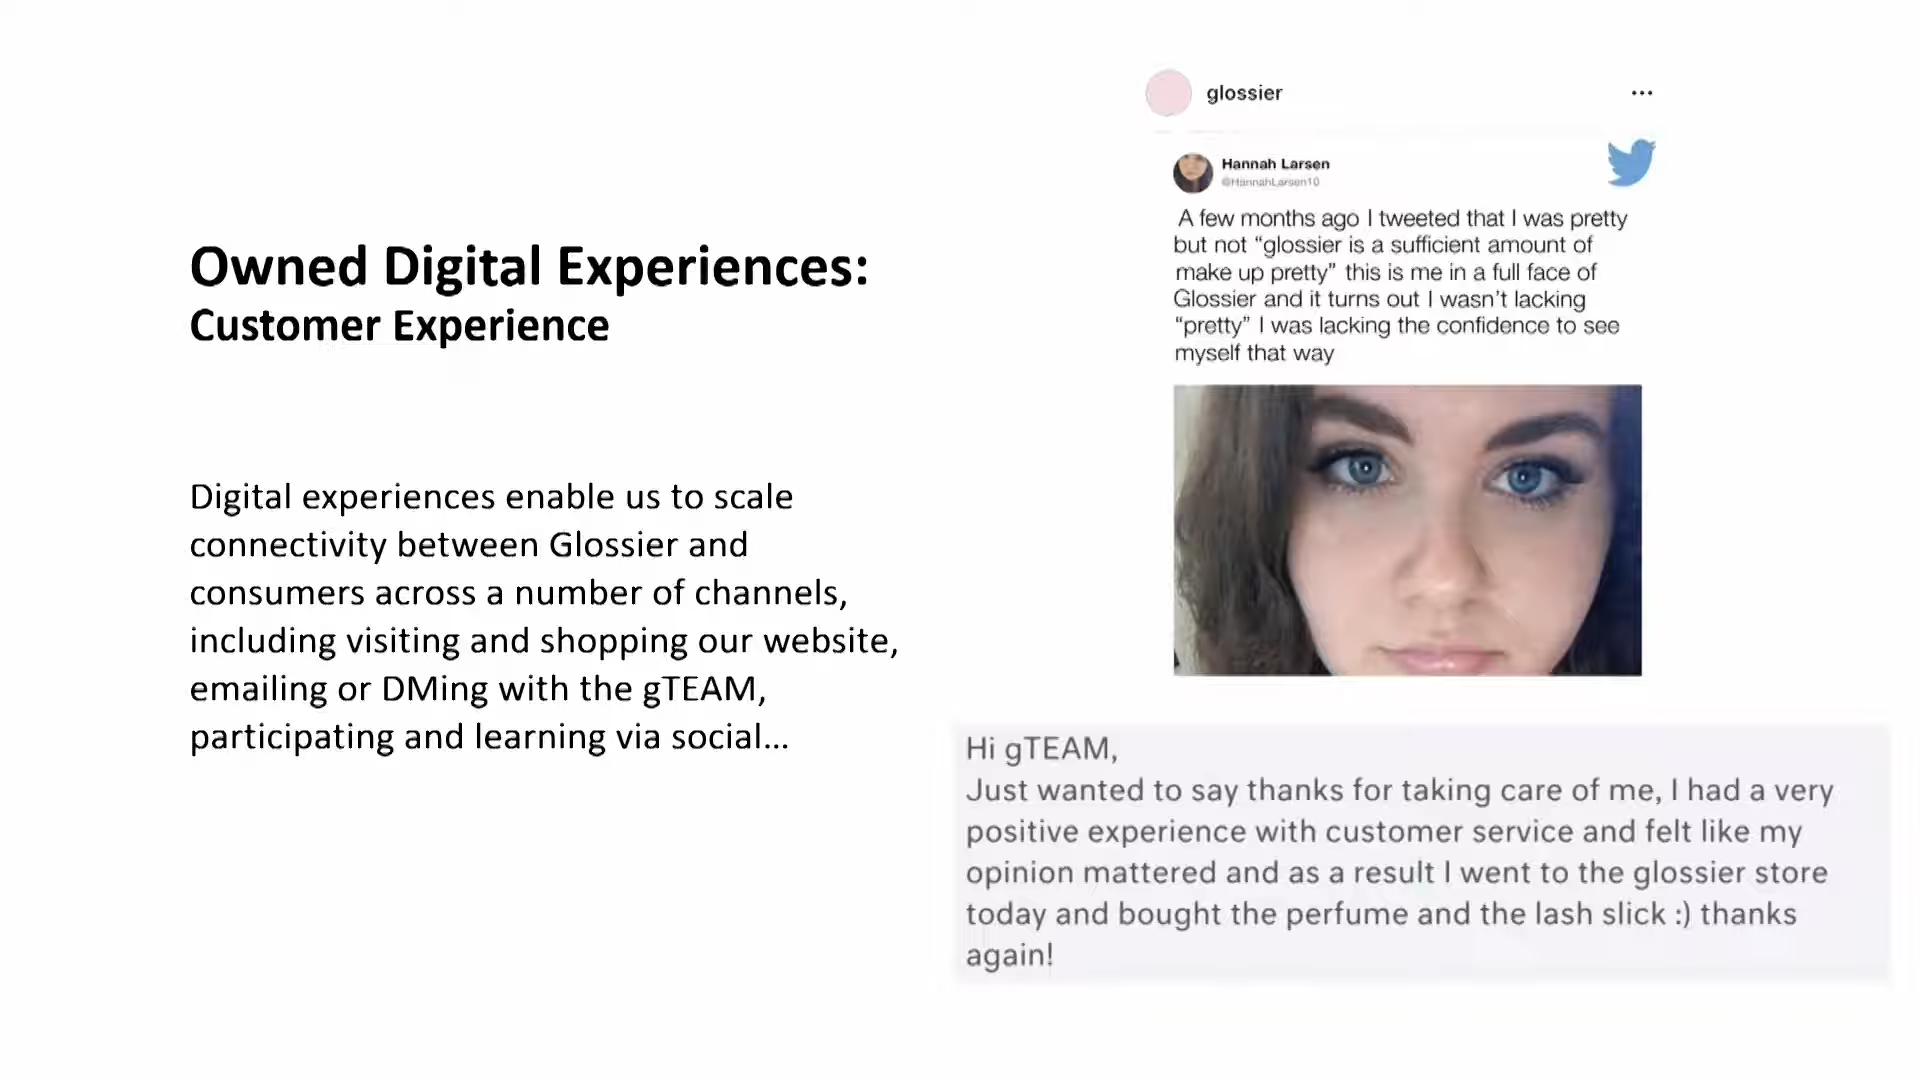 Owned Digital Experiences:
Customer Experience
Digital experiences enable us to scale
connectivity between Glossier and
consumers across a number of channels,
including visiting and shopping our website,
emailing or DMing with the gTEAM,
participating and learning via social...
glossier
...
Hannah Larsen
@HannahLarsen10
A few months ago I tweeted that I was pretty
but not “glossier is a sufficient amount of
make up pretty” this is me in a full face of
Glossier and it turns out I wasn’t lacking
“pretty” I was lacking the confidence to see
myself that way
Hi gTEAM,
Just wanted to say thanks for taking care of me, I had a very
positive experience with customer service and felt like my
opinion mattered and as a result I went to the glossier store
today and bought the perfume and the lash slick :) thanks
again!